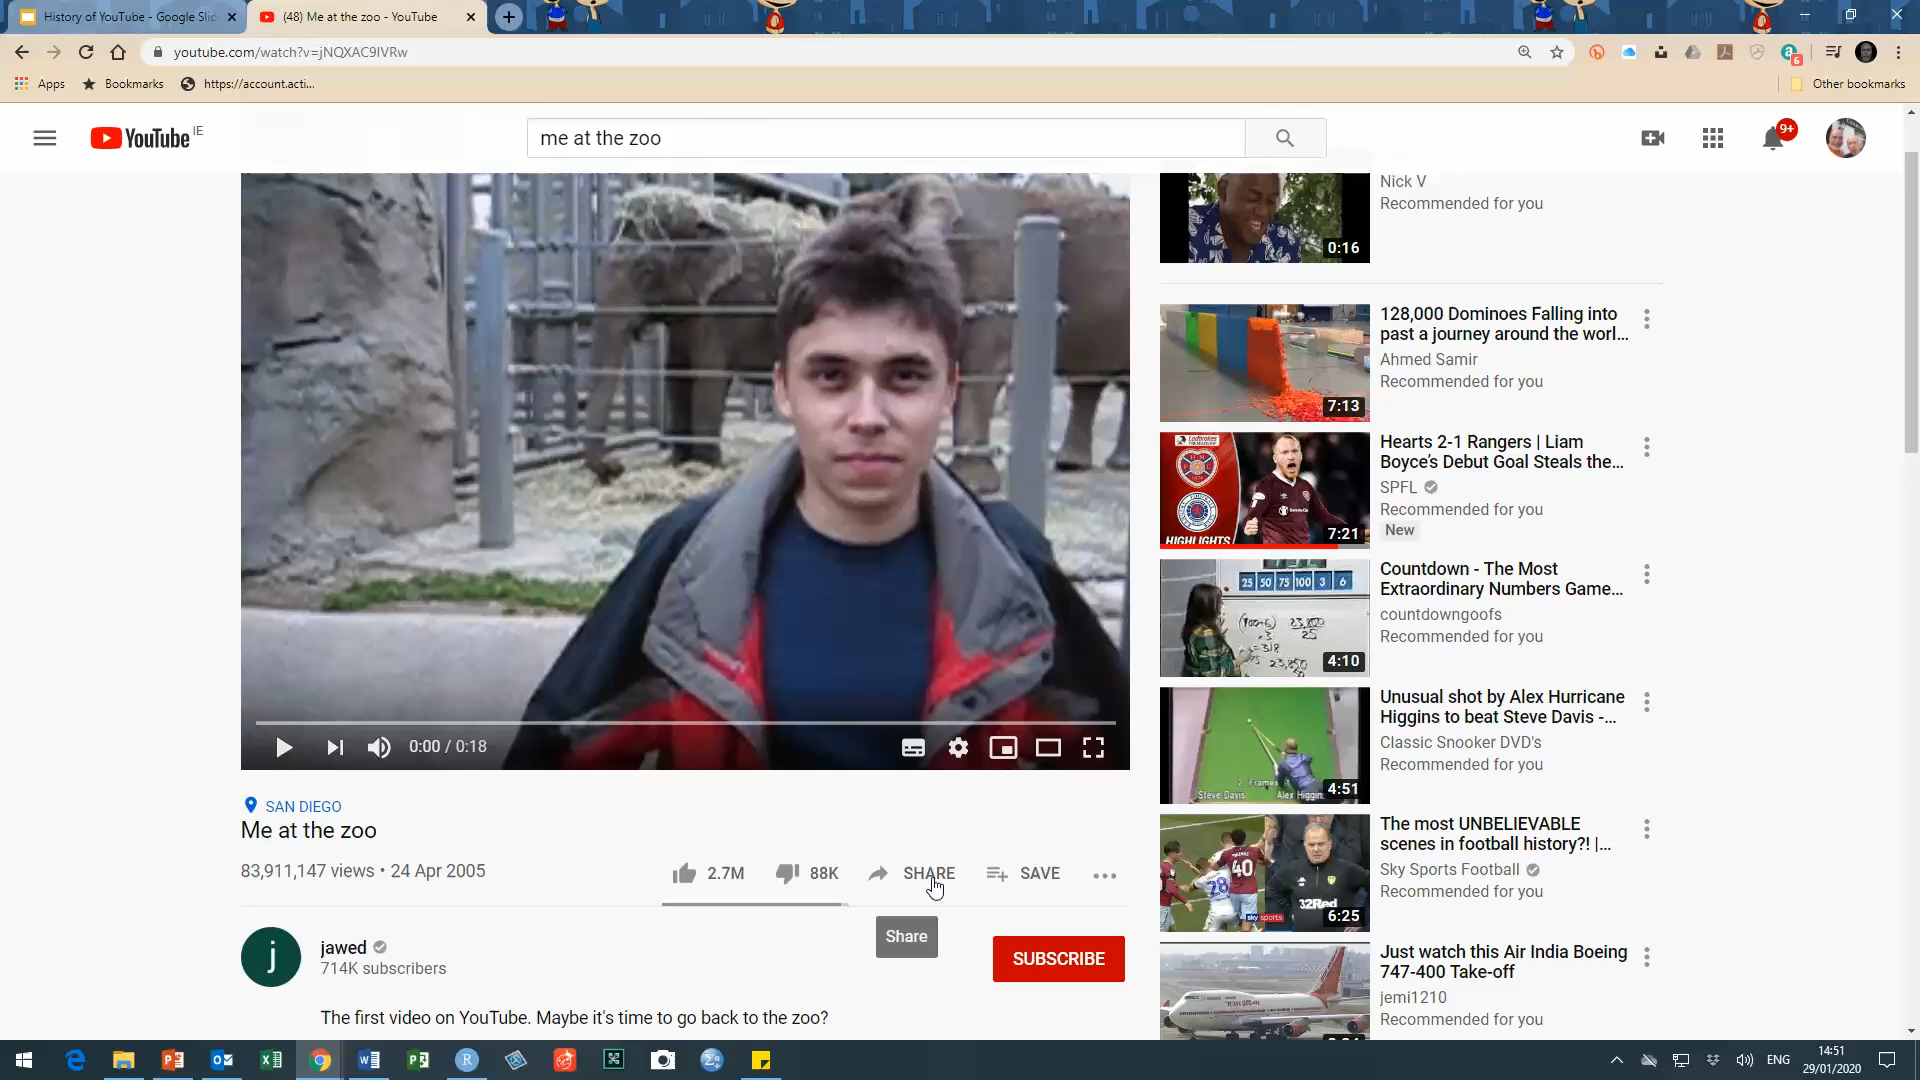 History of YouTube - Google Slid
(48) Me at the zoo - YouTube
youtube.com/watch?v=jNQXAC9IVRw
6
Apps
Bookmarks
https://account.acti...
Other bookmarks
YouTube IE
me at the zoo
9+
Nick V
Recommended for you
0:16
128,000 Dominoes Falling into
past a journey around the worl...
Ahmed Samir
Recommended for you
7:13
Hearts 2-1 Rangers | Liam
Boyce's Debut Goal Steals the...
SPFL
Recommended for you
New
HIGHLIGHTS
7:21
Countdown - The Most
Extraordinary Numbers Game...
countdowngoofs
Recommended for you
25 50 75 100 3 6
4:10
Unusual shot by Alex Hurricane
Higgins to beat Steve Davis -...
Classic Snooker DVD's
Recommended for you
Steve Davis
Alex Higgin
4:51
The most UNBELIEVABLE
scenes in football history?! |...
Sky Sports Football
Recommended for you
40
28
32Red
sky sports
6:25
Just watch this Air India Boeing
747-400 Take-off
jemi1210
Recommended for you
0:00 / 0:18
SAN DIEGO
Me at the zoo
83,911,147 views • 24 Apr 2005
2.7M
88K
SHARE
SAVE
Share
j
jawed
714K subscribers
SUBSCRIBE
The first video on YouTube. Maybe it's time to go back to the zoo?
ENG
14:51
29/01/2020